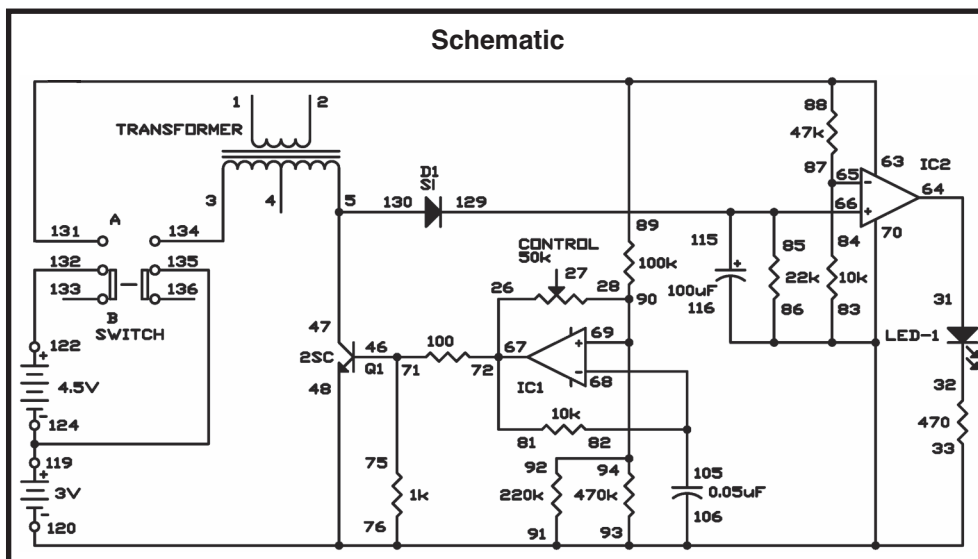 Schematic
1 2
TRANSFORMER
3 4 5
D1
SI
130 129
88
47k
87
63 IC2
65 64
- 
66
+
70
A
131 134
132 135
133 136
B
SWITCH
89
100k
90
CONTROL
50k
27
26 28
115
+
100uF
116
85
22k
86
84
10k
83
31
LED-1
32
470
33
122
+
4.5V
-
124
119
+
3V
-
120
47
2SC 46
Q1
48
71 100 72
67 69
+
-
68
IC1
10k
81 82
75
1k
76
92
220k
91
94
470k
93
105
0.05uF
106